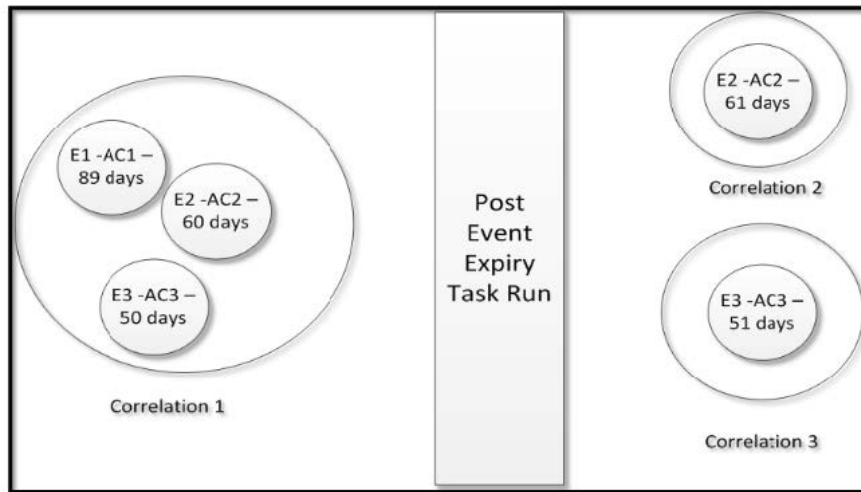 E1 -AC1 –
89 days
E2 -AC2 –
60 days
E3 -AC3 –
50 days
Correlation 1
Post
Event
Expiry
Task Run
E2 -AC2 –
61 days
Correlation 2
E3 -AC3 –
51 days
Correlation 3